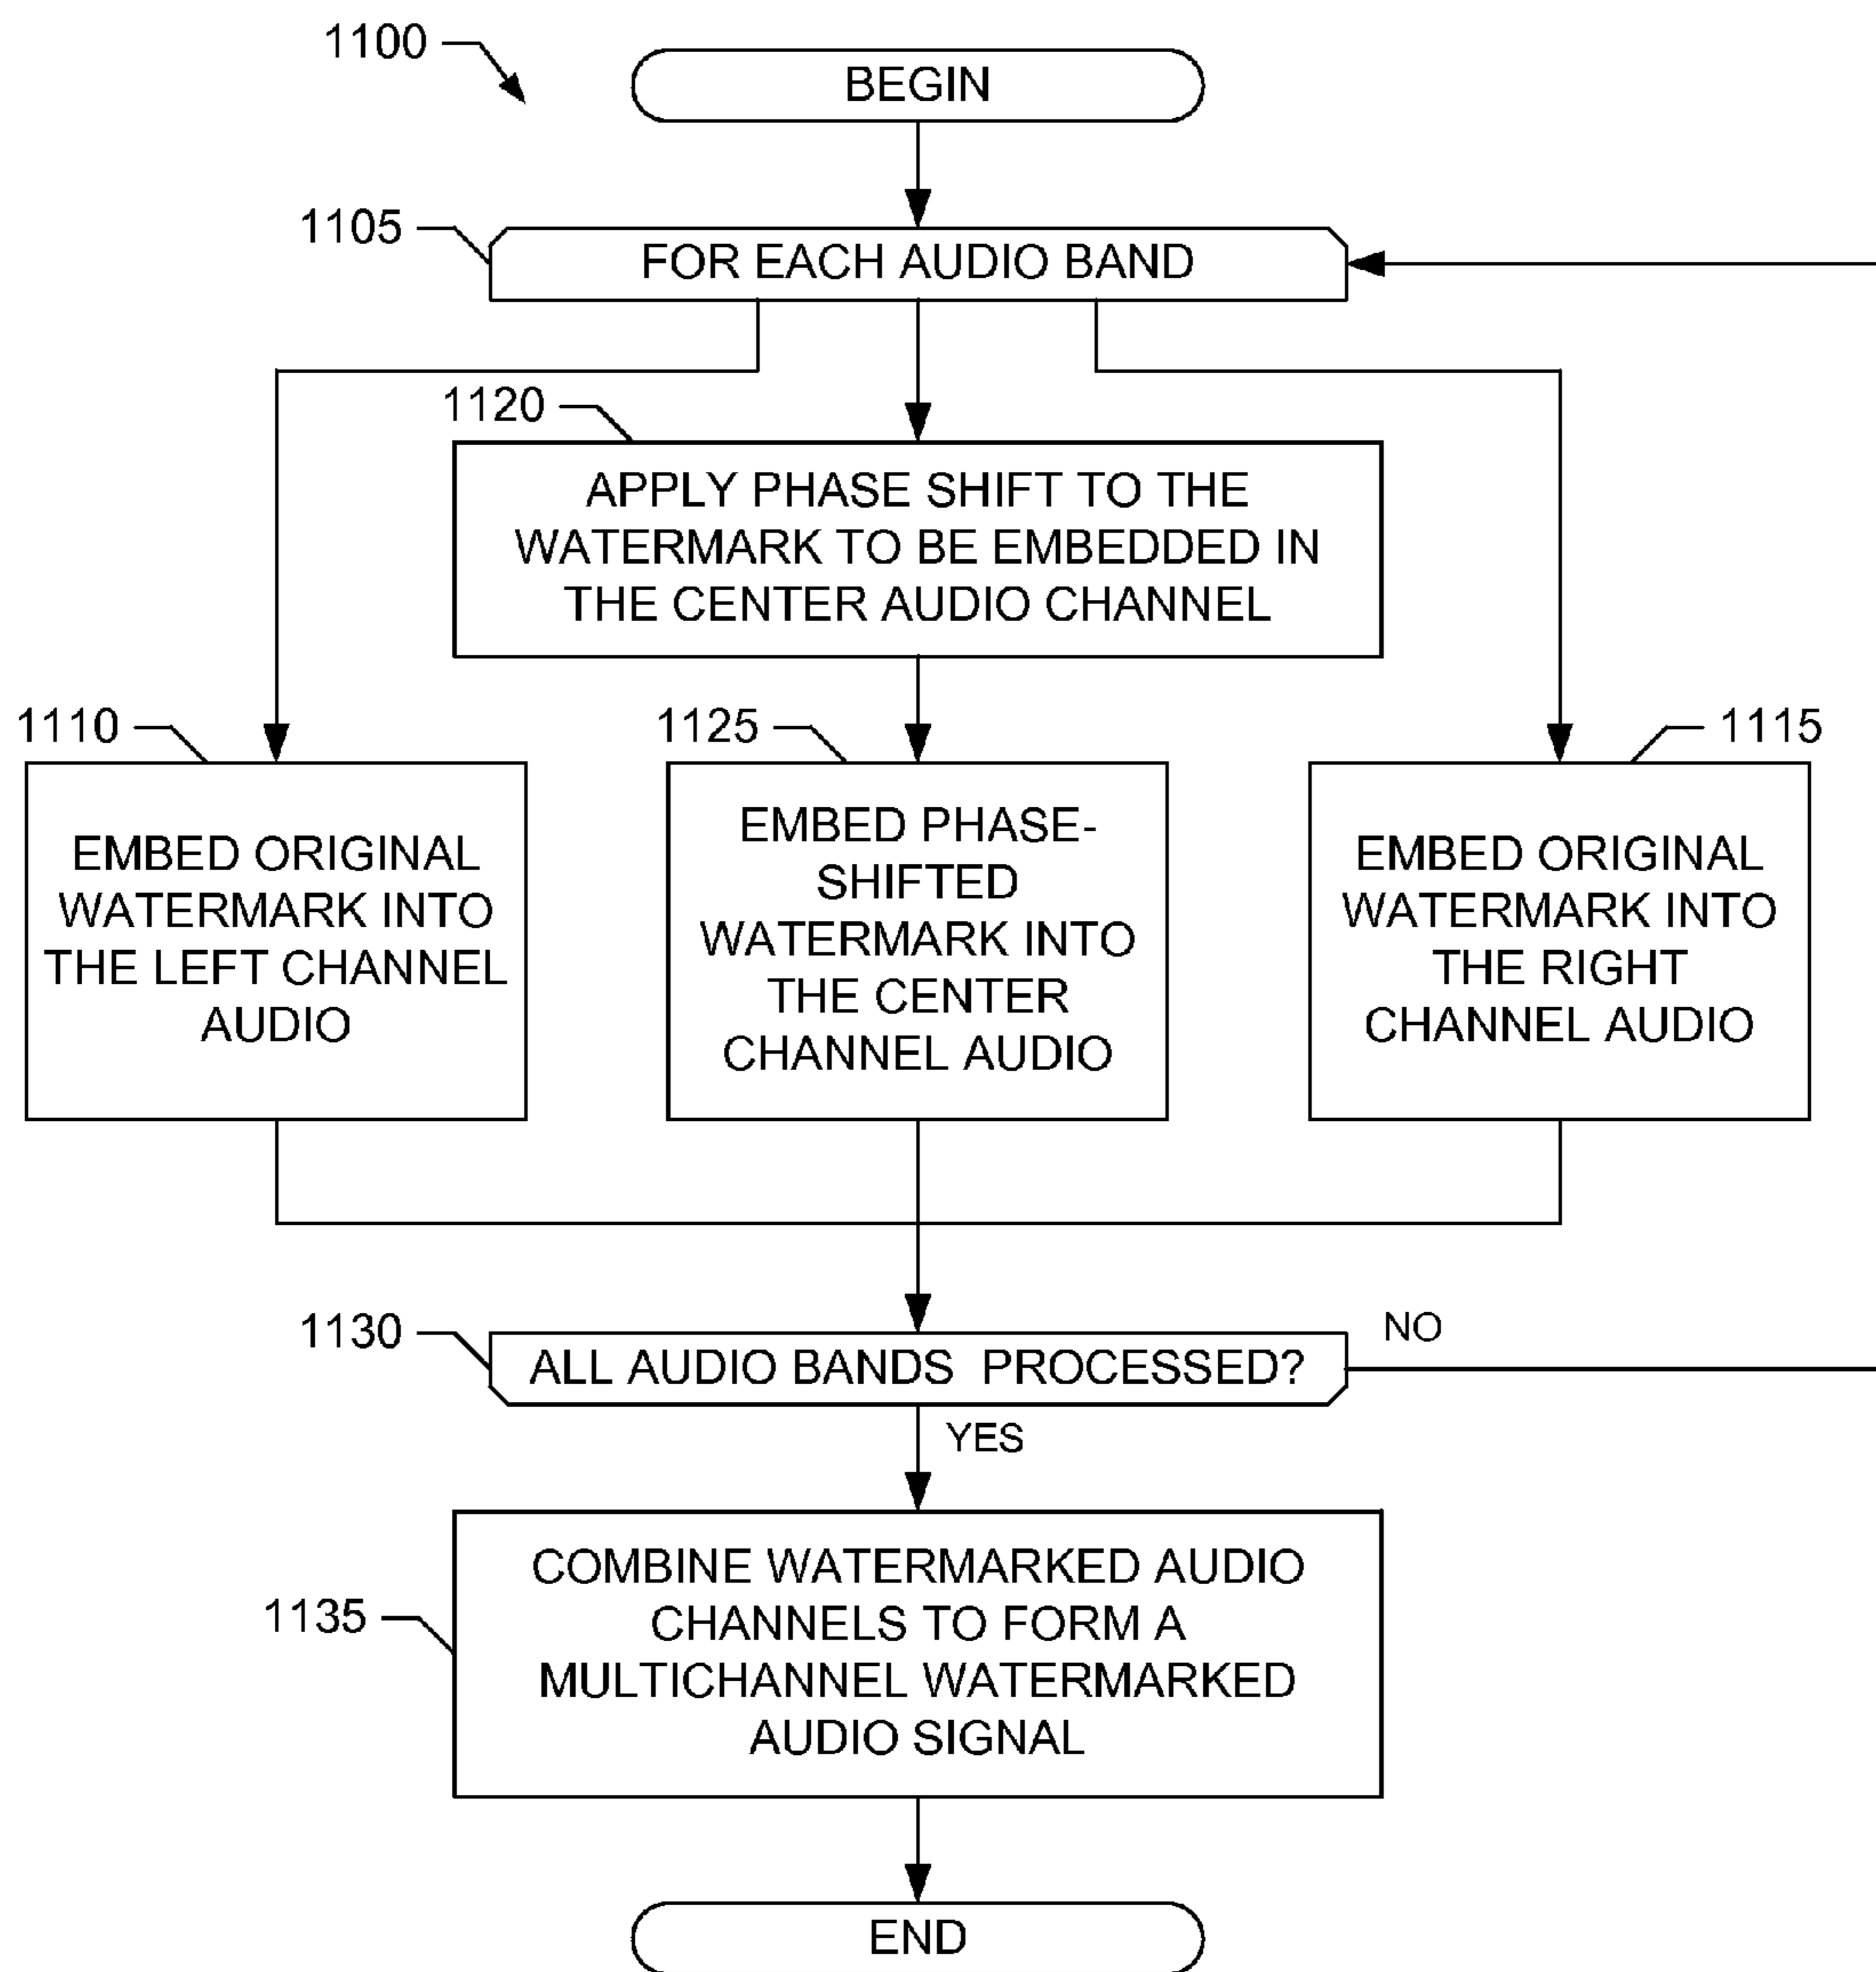 1100
BEGIN
1105
FOR EACH AUDIO BAND
1120
APPLY PHASE SHIFT TO THE
WATERMARK TO BE EMBEDDED IN
THE CENTER AUDIO CHANNEL
1110
EMBED ORIGINAL
WATERMARK INTO
THE LEFT CHANNEL
AUDIO
1125
EMBED PHASE-
SHIFTED
WATERMARK INTO
THE CENTER
CHANNEL AUDIO
1115
EMBED ORIGINAL
WATERMARK INTO
THE RIGHT
CHANNEL AUDIO
1130
ALL AUDIO BANDS PROCESSED?
NO
YES
1135
COMBINE WATERMARKED AUDIO
CHANNELS TO FORM A
MULTICHANNEL WATERMARKED
AUDIO SIGNAL
END